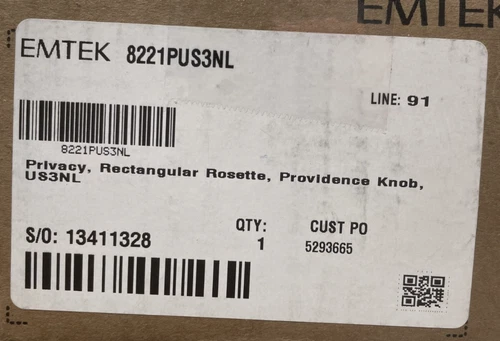 EMTEK
EMTEK 8221PUS3NL
LINE: 91
8221PUS3NL
Privacy, Rectangular Rosette, Providence Knob,
US3NL
S/O: 13411328
QTY:
1
CUST PO
5293665